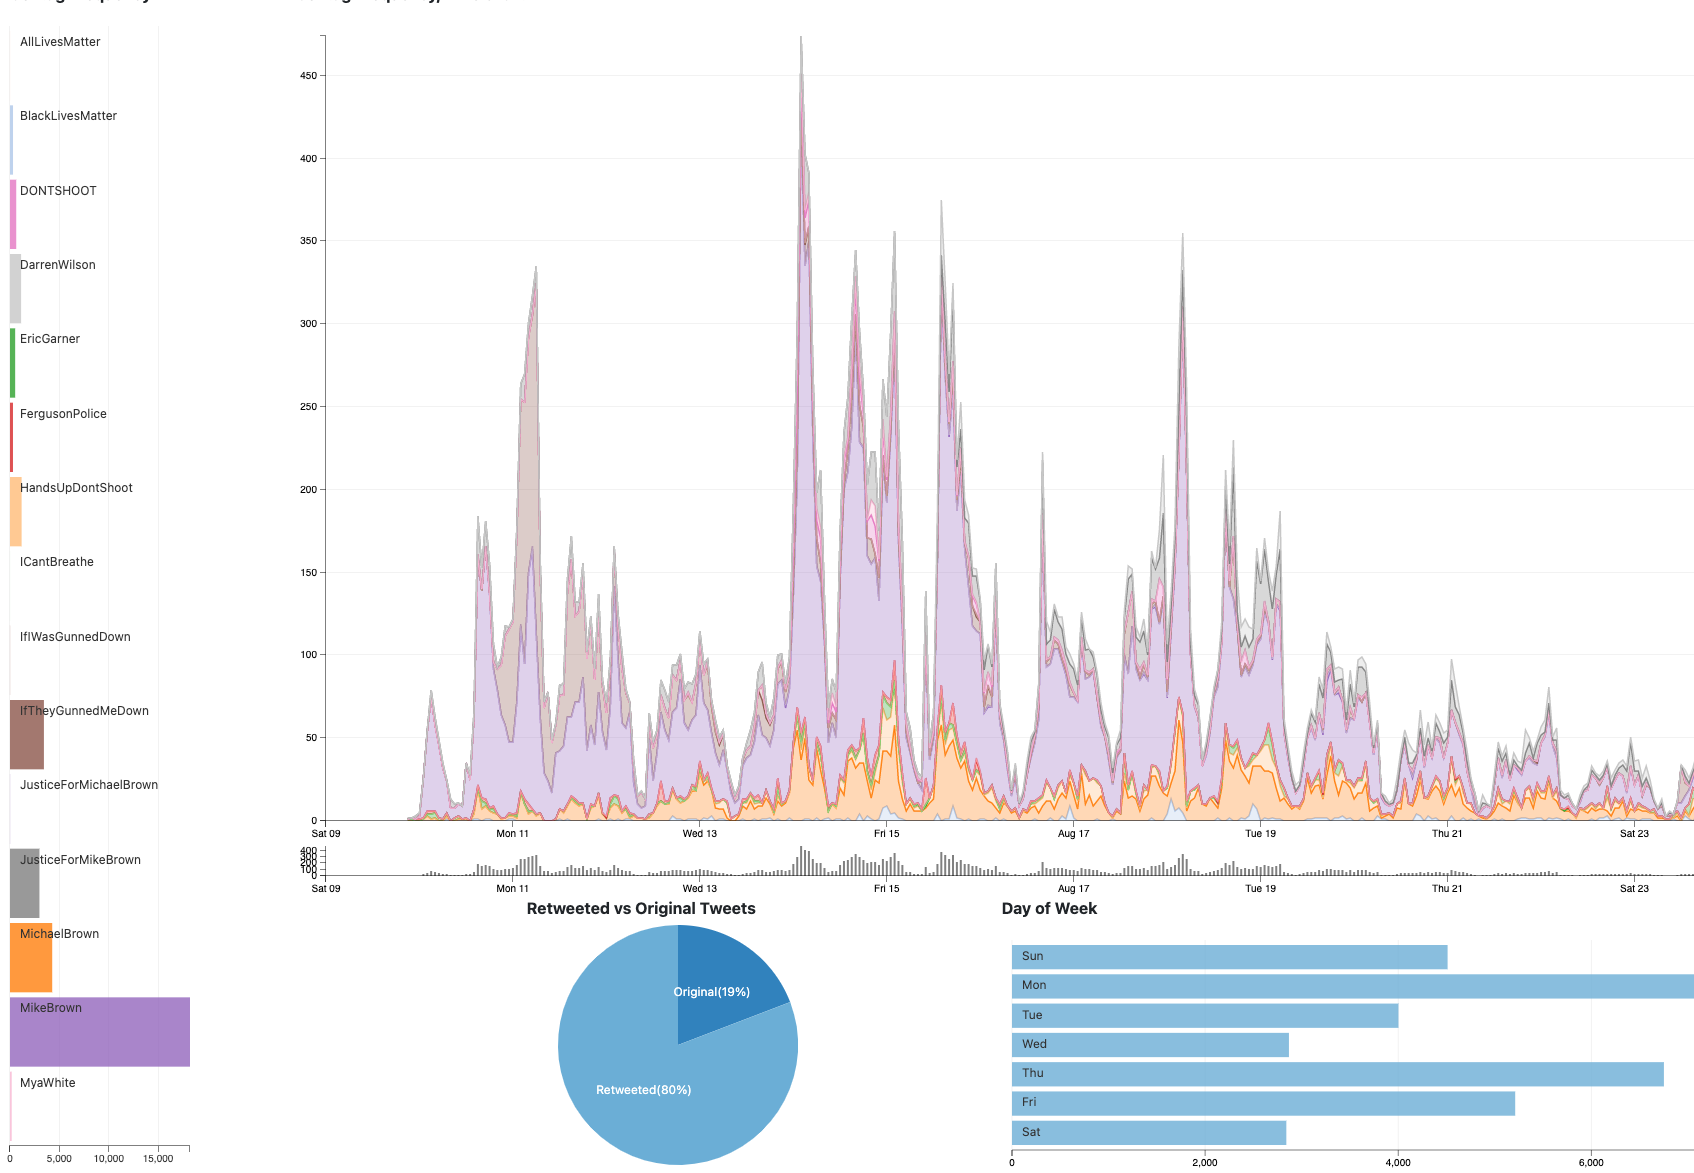 AllLivesMatter
BlackLivesMatter
DONTSHOOT
DarrenWilson
EricGarner
FergusonPolice
HandsUpDontShoot
ICantBreathe
IfIWasGunnedDown
IfTheyGunnedMeDown
JusticeForMichaelBrown
JusticeForMikeBrown
MichaelBrown
MikeBrown
MyaWhite
0 5,000 10,000 15,000
450
400
350
300
250
200
150
100
50
0
Sat 09 Mon 11 Wed 13 Fri 15 Aug 17 Tue 19 Thu 21 Sat 23
400
300
200
100
0
Sat 09 Mon 11 Wed 13 Fri 15 Aug 17 Tue 19 Thu 21 Sat 23
Retweeted vs Original Tweets
Original(19%)
Retweeted(80%)
Day of Week
Sun
Mon
Tue
Wed
Thu
Fri
Sat
0 2,000 4,000 6,000